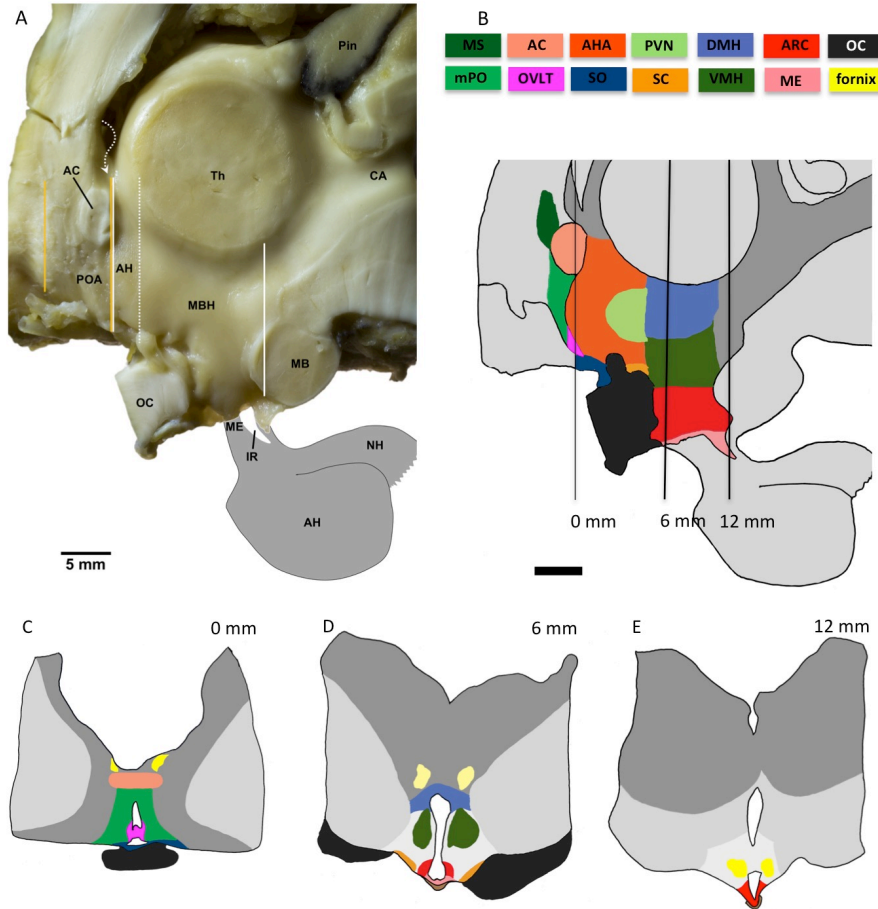 A
Pin
AC
Th
CA
POA
AH
MBH
MB
OC
ME
IR
NH
AH
5 mm
B
MS AC AHA PVN DMH ARC OC
mPO OVLT SO SC VMH ME fornix
0 mm 6 mm 12 mm
C 0 mm
D 6 mm
E 12 mm